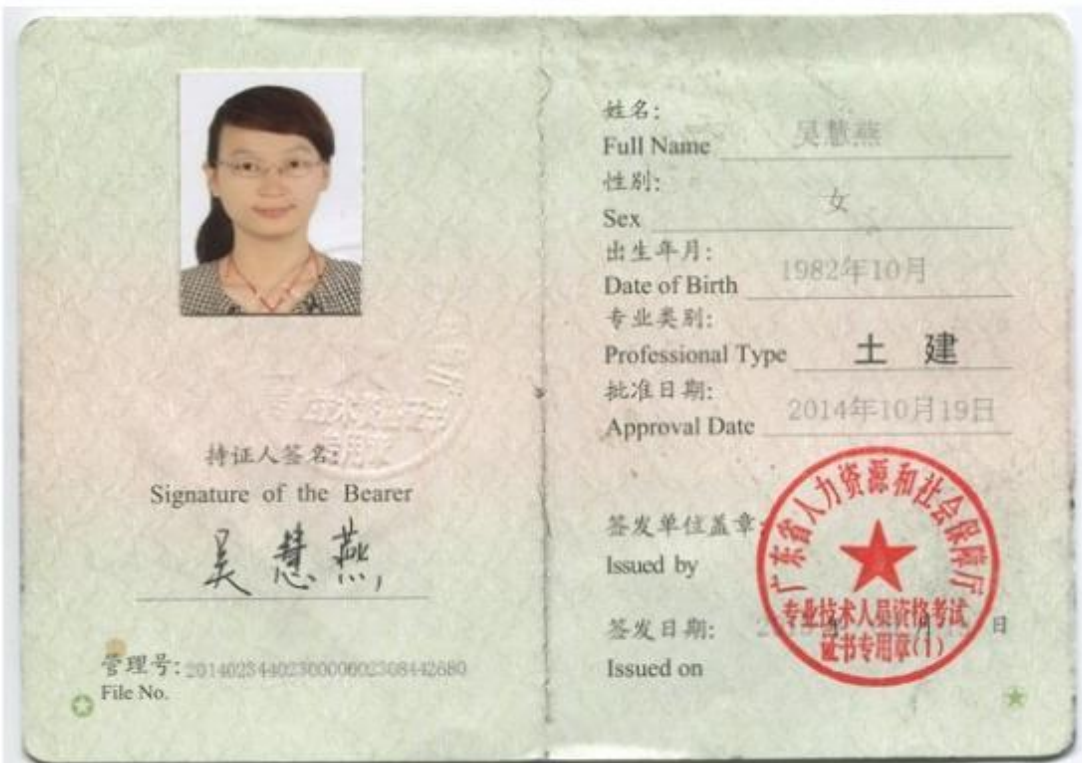 持证人签名:
Signature of the Bearer
吴慧燕
管理号:
File No.
姓名: 吴慧燕
Full Name
性别: 女
Sex
出生年月: 1982年10月
Date of Birth
专业类别: 土建
Professional Type
批准日期: 2014年10月19日
Approval Date
签发单位盖章:
Issued by
广东省人力资源和社会保障厅
专业技术人员资格考试
证书专用章(1)
签发日期: 日
Issued on